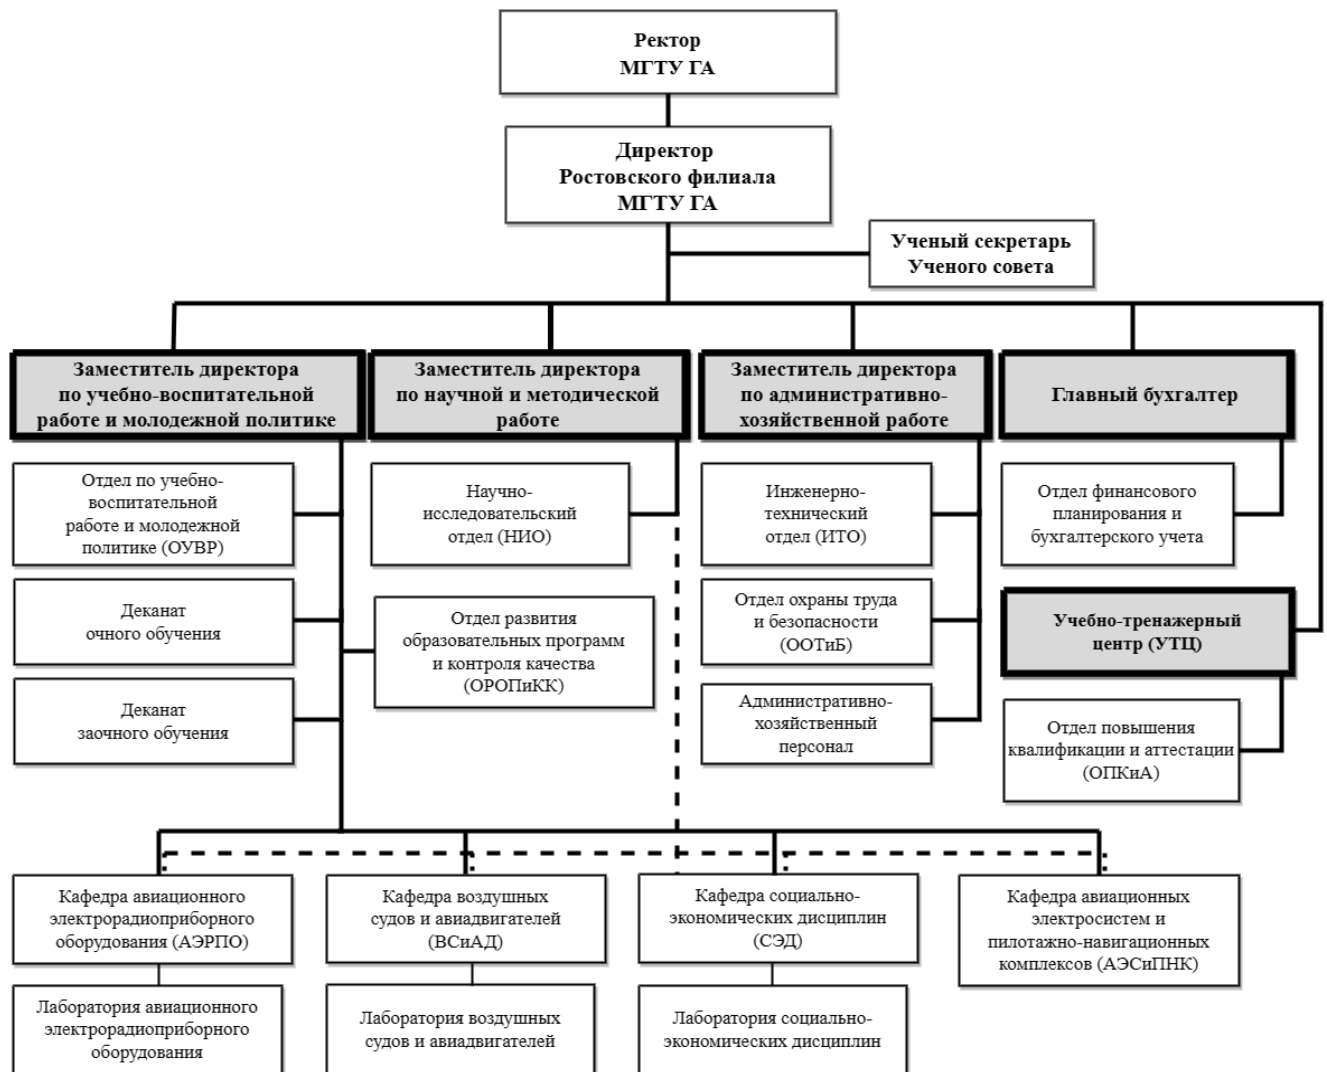 Ректор
МГТУ ГА
Директор
Ростовского филиала
МГТУ ГА
Ученый секретарь
Ученого совета
Заместитель директора
по учебно-воспитательной
работе и молодежной политике
Заместитель директора
по научной и методической
работе
Заместитель директора
по административно-
хозяйственной работе
Главный бухгалтер
Отдел по учебно-
воспитательной
работе и молодежной
политике (ОУВР)
Научно-
исследовательский
отдел (НИО)
Инженерно-
технический
отдел (ИТО)
Отдел финансового
планирования и
бухгалтерского учета
Деканат
очного обучения
Отдел развития
образовательных программ
и контроля качества
(ОРОПиКК)
Отдел охраны труда
и безопасности
(ООТиБ)
Учебно-тренажерный
центр (УТЦ)
Деканат
заочного обучения
Административно-
хозяйственный
персонал
Отдел повышения
квалификации и аттестации
(ОПКиА)
Кафедра авиационного
электрорадиоприборного
оборудования (АЭРПО)
Кафедра воздушных
судов и авиадвигателей
(ВСиАД)
Кафедра социально-
экономических дисциплин
(СЭД)
Кафедра авиационных
электросистем и
пилотажно-навигационных
комплексов (АЭСиПНК)
Лаборатория авиационного
электрорадиоприборного
оборудования
Лаборатория воздушных
судов и авиадвигателей
Лаборатория социально-
экономических дисциплин